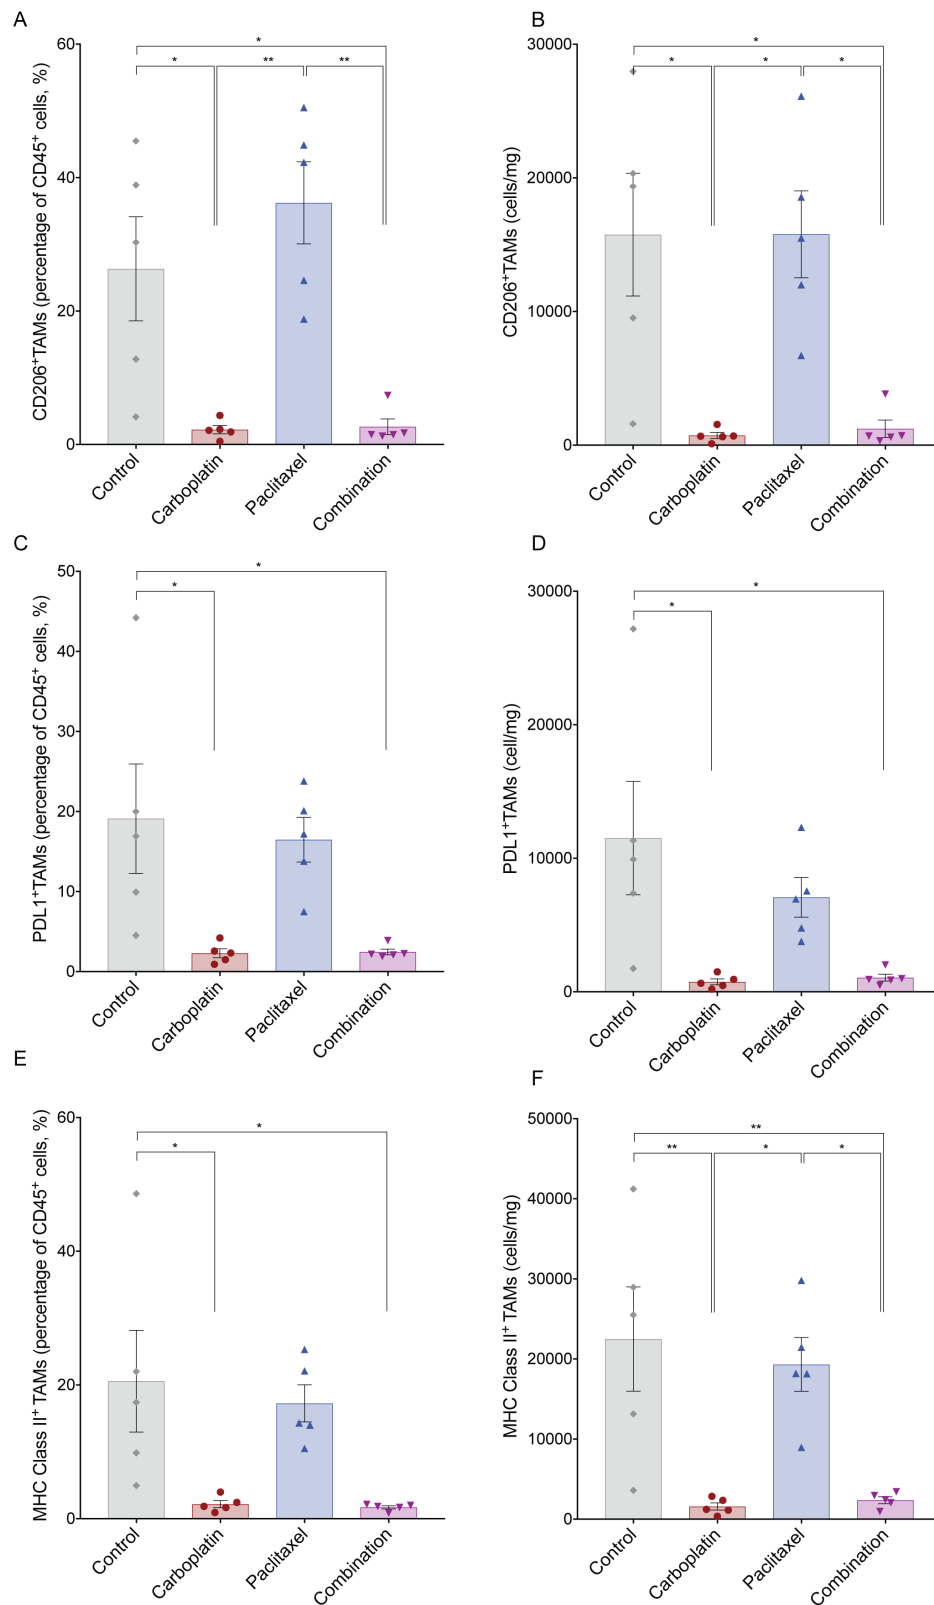 A
CD206⁺TAMs (percentage of CD45⁺ cells, %)
60
40
20
0
*
*
**
**
Control
Carboplatin
Paclitaxel
Combination
B
CD206⁺TAMs (cells/mg)
30000
20000
10000
0
*
*
*
*
Control
Carboplatin
Paclitaxel
Combination
C
PDL1⁺TAMs (percentage of CD45⁺ cells, %)
50
40
30
20
10
0
*
*
Control
Carboplatin
Paclitaxel
Combination
D
PDL1⁺TAMs (cell/mg)
30000
20000
10000
0
*
*
Control
Carboplatin
Paclitaxel
Combination
E
MHC Class II⁺ TAMs (percentage of CD45⁺ cells, %)
60
40
20
0
*
*
Control
Carboplatin
Paclitaxel
Combination
F
MHC Class II⁺ TAMs (cells/mg)
50000
40000
30000
20000
10000
0
**
**
*
*
Control
Carboplatin
Paclitaxel
Combination